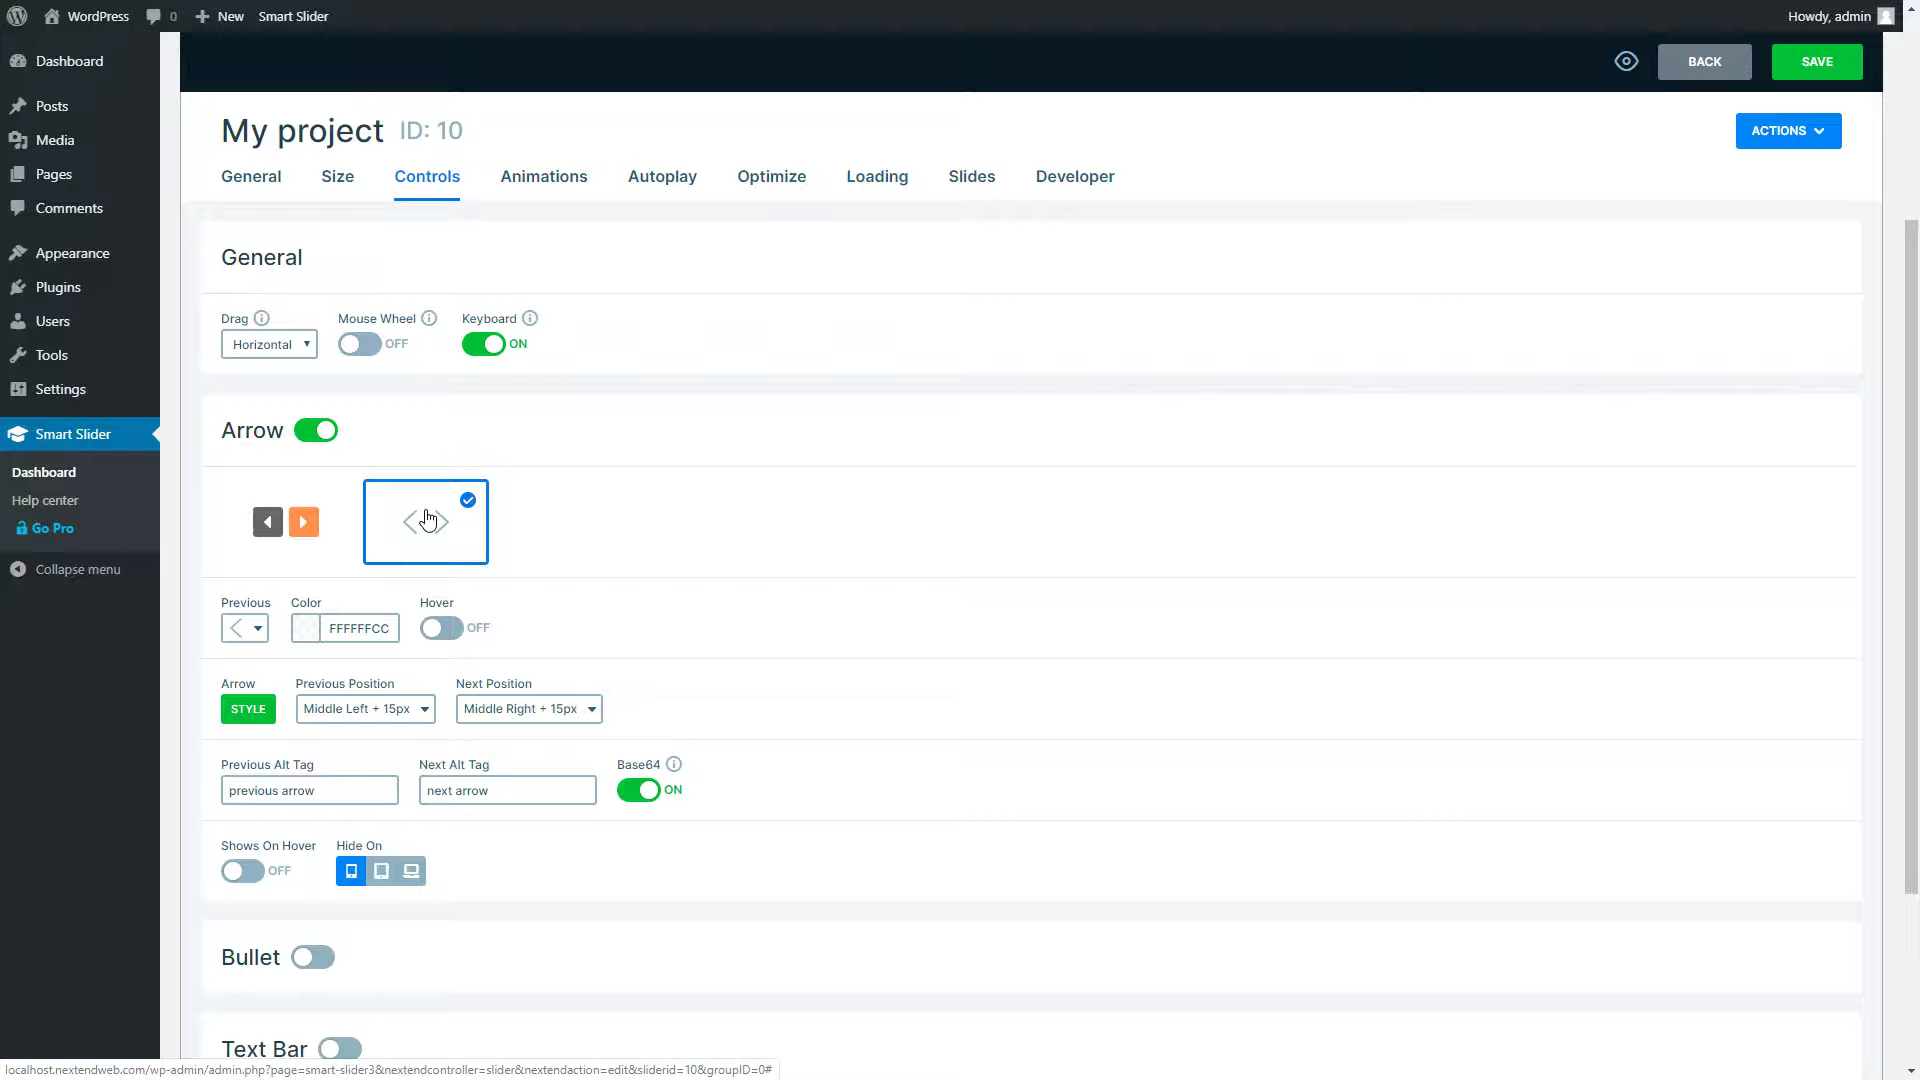 WordPress 0 New Smart Slider Howdy, admin
Dashboard
Posts
Media
Pages
Comments
Appearance
Plugins
Users
Tools
Settings
Smart Slider
Dashboard
Help center
Go Pro
Collapse menu
BACK SAVE
My project ID: 10 ACTIONS
General Size Controls Animations Autoplay Optimize Loading Slides Developer
General
Drag Mouse Wheel Keyboard
Horizontal OFF ON
Arrow
Previous Color Hover
FFFFFFCC OFF
Arrow Previous Position Next Position
STYLE Middle Left + 15px Middle Right + 15px
Previous Alt Tag Next Alt Tag Base64
previous arrow next arrow ON
Shows On Hover Hide On
OFF
Bullet
Text Bar
localhost.nextendweb.com/wp-admin/admin.php?page=smart-slider3&nextendcontroller=slider&nextendaction=edit&sliderid=10&groupID=0#